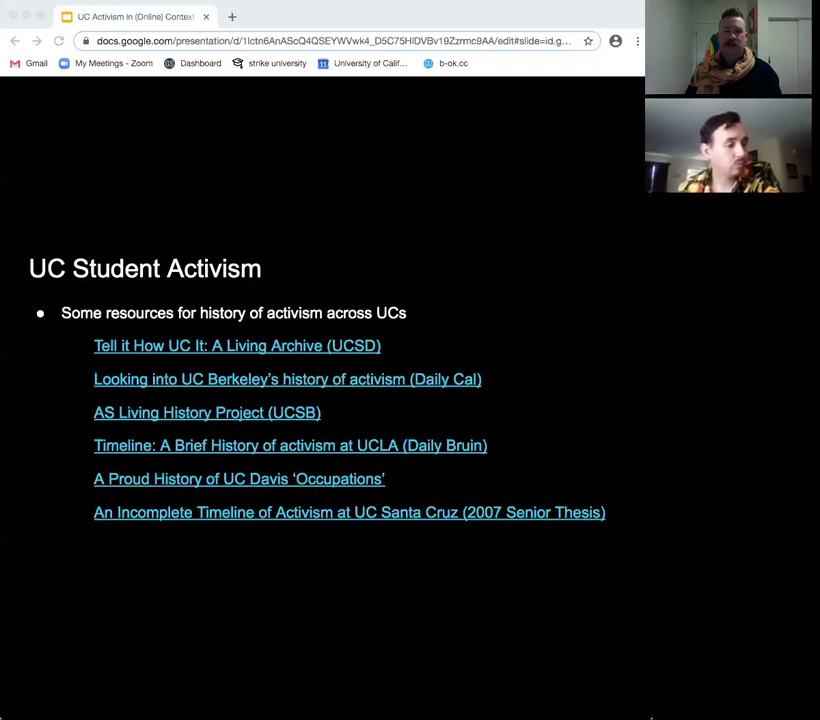 UC Activism In (Online) Context
docs.google.com/presentation/d/1Ictn6AnAScQ4QSEYWVwk4_D5C75HIDVBv19Zzrmc9AA/edit#slide=id.g...
Gmail
My Meetings - Zoom
Dashboard
strike university
University of Calif...
b-ok.cc
UC Student Activism
● Some resources for history of activism across UCs
Tell it How UC It: A Living Archive (UCSD)
Looking into UC Berkeley's history of activism (Daily Cal)
AS Living History Project (UCSB)
Timeline: A Brief History of activism at UCLA (Daily Bruin)
A Proud History of UC Davis ‘Occupations’
An Incomplete Timeline of Activism at UC Santa Cruz (2007 Senior Thesis)